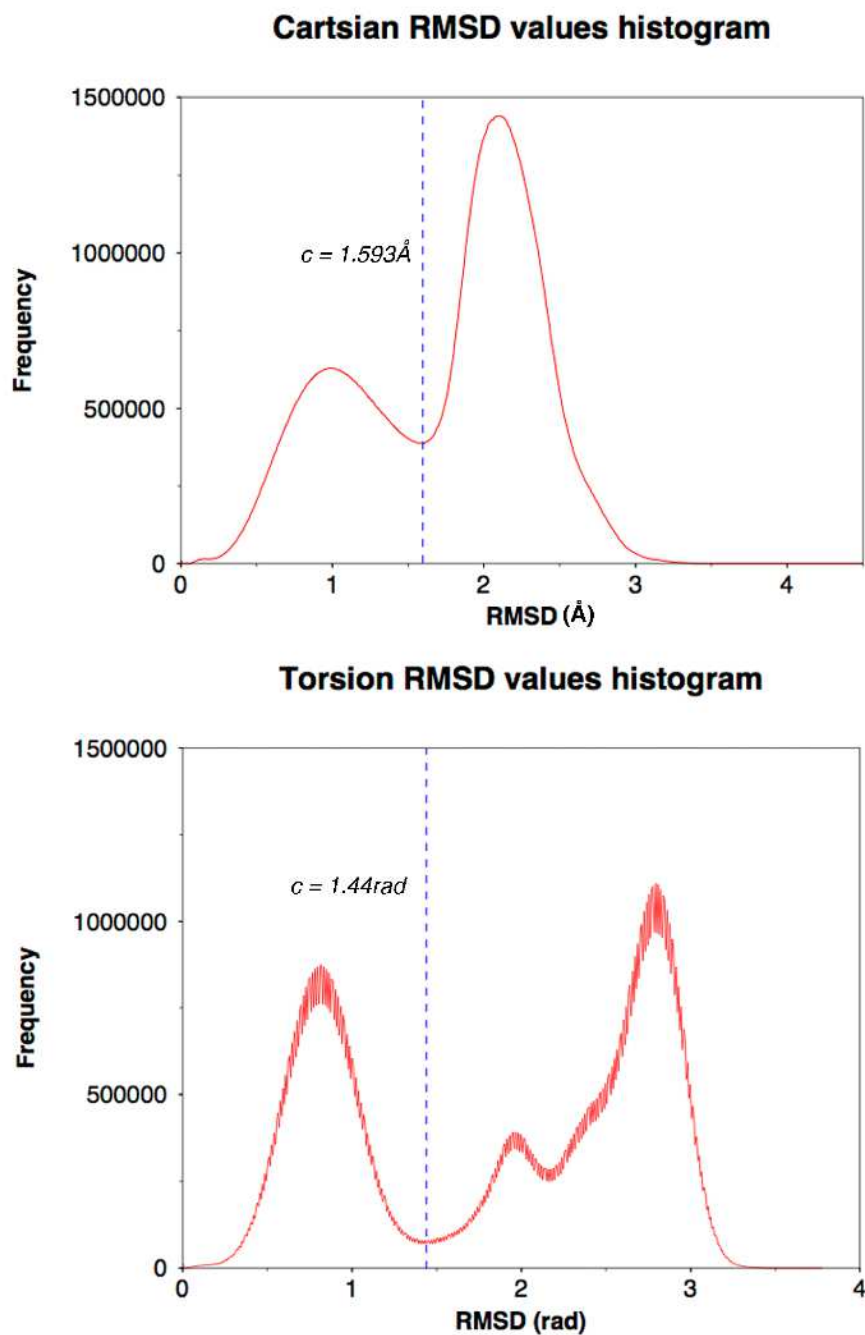 Cartsian RMSD values histogram
1500000
1000000
500000
0
Frequency
c = 1.593Å
0 1 2 3 4
RMSD (Å)
Torsion RMSD values histogram
1500000
1000000
500000
0
Frequency
c = 1.44rad
0 1 2 3 4
RMSD (rad)